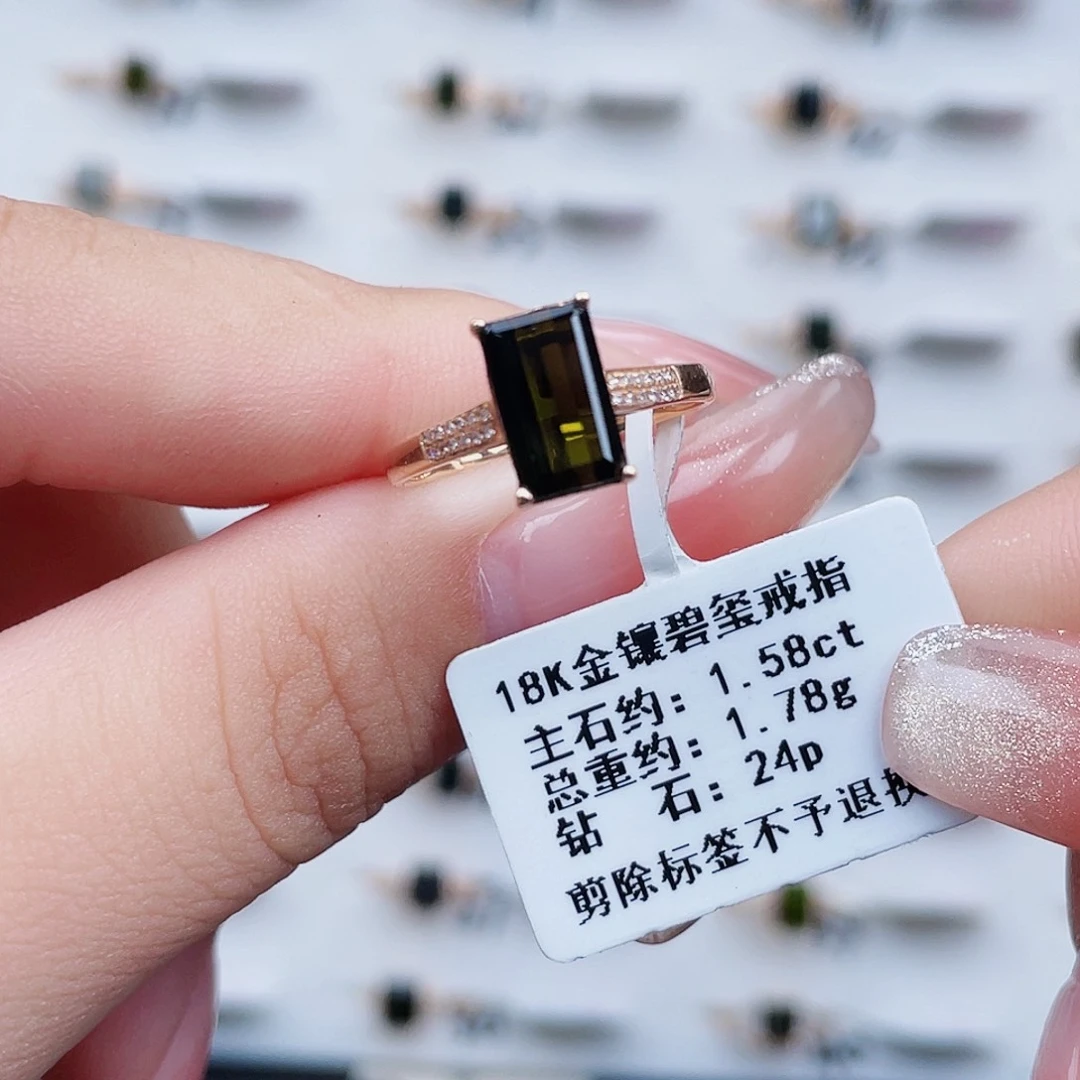 18K金镶碧玺戒指
主石约: 1.58ct
总重约: 1.78g
钻 石: 24p
剪除标签不予退换